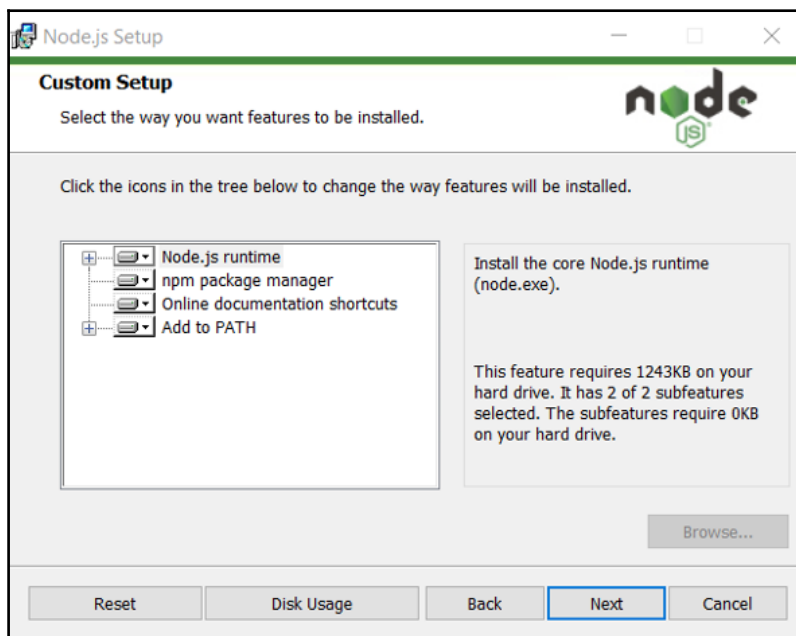 Node.js Setup
Custom Setup
Select the way you want features to be installed.
node
JS
Click the icons in the tree below to change the way features will be installed.
Node.js runtime
npm package manager
Online documentation shortcuts
Add to PATH
Install the core Node.js runtime
(node.exe).
This feature requires 1243KB on your
hard drive. It has 2 of 2 subfeatures
selected. The subfeatures require 0KB
on your hard drive.
Browse...
Reset
Disk Usage
Back
Next
Cancel